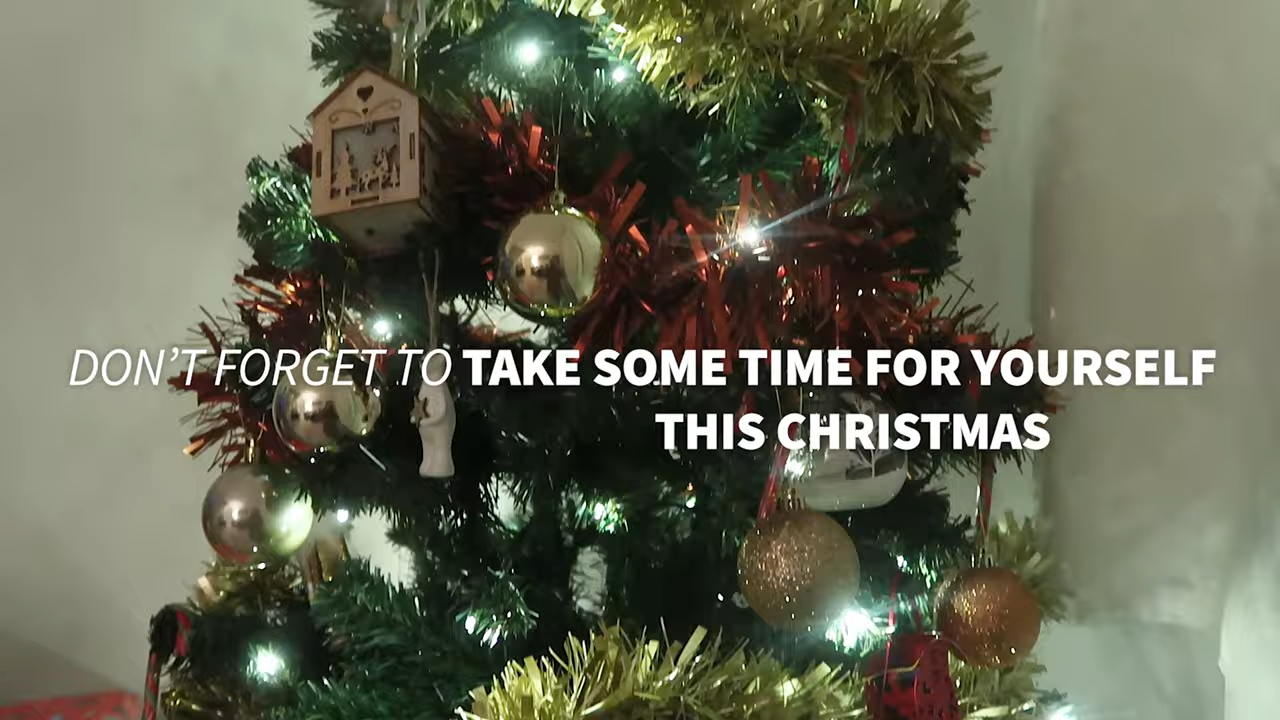 DON’T FORGET TO TAKE SOME TIME FOR YOURSELF
THIS CHRISTMAS